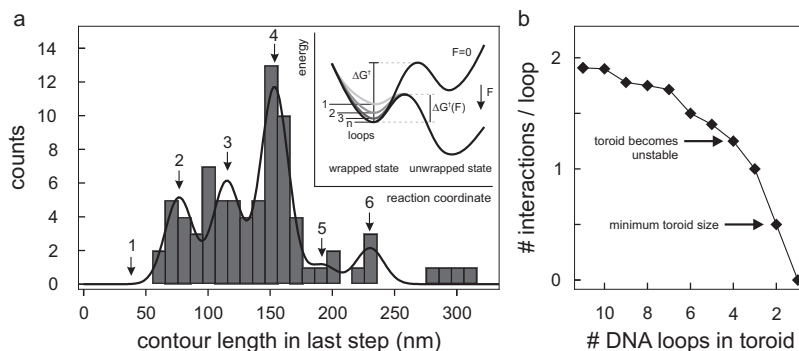 a
b
counts
14
12
10
8
6
4
2
0
0
50
100
150
200
250
300
contour length in last step (nm)
1
2
3
4
5
6
energy
ΔG†
F=0
F
ΔG†(F)
1
2
3
n
loops
wrapped state
unwrapped state
reaction coordinate
# interactions / loop
2
1
0
toroid becomes
unstable
minimum toroid size
10
8
6
4
2
# DNA loops in toroid